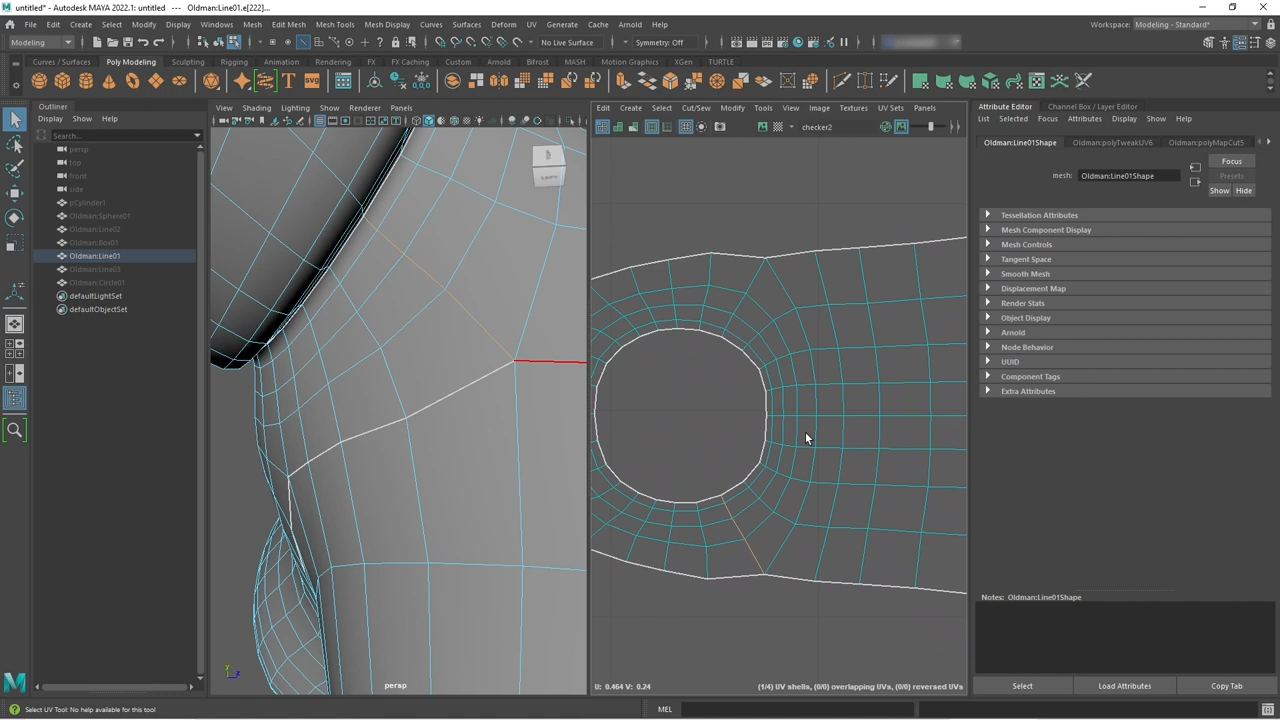 untitled* - Autodesk MAYA 2022.1: untitled --- Oldman:Line01.e[222]...
File Edit Create Select Modify Display Windows Mesh Edit Mesh Mesh Tools Mesh Display Curves Surfaces Deform UV Generate Cache Arnold Help
Workspace: Modeling - Standard*
Modeling
No Live Surface
Symmetry: Off
Curves / Surfaces Poly Modeling Sculpting Rigging Animation Rendering FX FX Caching Custom Arnold Bifrost MASH Motion Graphics XGen TURTLE
SVG
Outliner
Display Show Help
Search...
persp
top
front
side
pCylinder1
Oldman:Sphere01
Oldman:Line02
Oldman:Box01
Oldman:Line01
Oldman:Line03
Oldman:Circle01
defaultLightSet
defaultObjectSet
View Shading Lighting Show Renderer Panels
persp
Edit Create Select Cut/Sew Modify Tools View Image Textures UV Sets Panels
checker2
U: 0.464 V: 0.24
(1/4) UV shells, (0/0) overlapping UVs, (0/0) reversed UVs
Attribute Editor
Channel Box / Layer Editor
List Selected Focus Attributes Display Show Help
Oldman:Line01Shape
Oldman:polyTweakUV6
Oldman:polyMapCut5
Focus
mesh: Oldman:Line01Shape
Presets
Show Hide
Tessellation Attributes
Mesh Component Display
Mesh Controls
Tangent Space
Smooth Mesh
Displacement Map
Render Stats
Object Display
Arnold
Node Behavior
UUID
Component Tags
Extra Attributes
Notes: Oldman:Line01Shape
Select
Load Attributes
Copy Tab
Select UV Tool: No help available for this tool
MEL